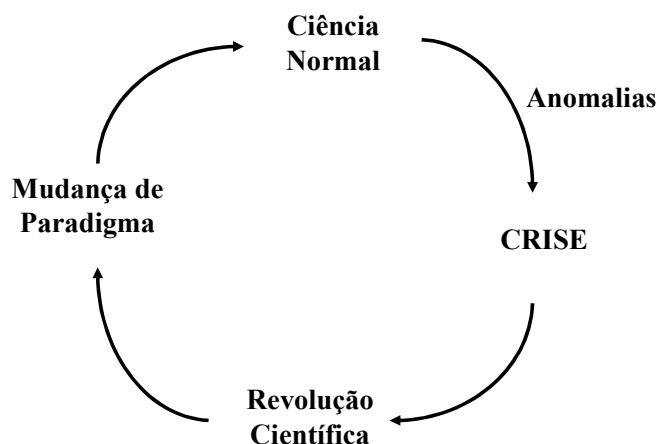 Ciência
Normal
Anomalias
Mudança de
Paradigma
CRISE
Revolução
Científica